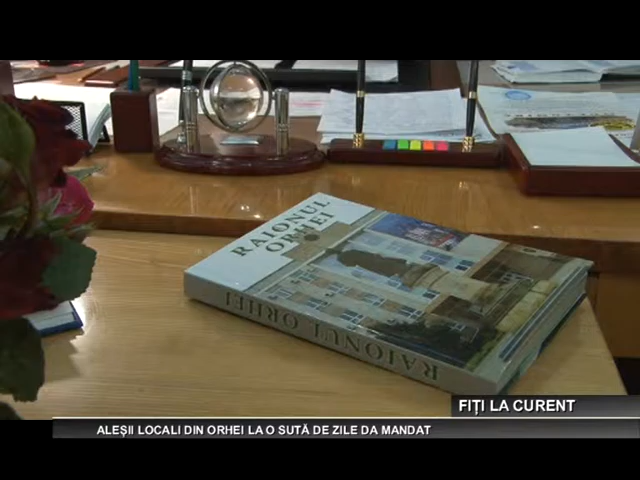 RAIONUL
ORHEI
RAIONUL ORHEI
FIȚI LA CURENT
ALEȘII LOCALI DIN ORHEI LA O SUTĂ DE ZILE DA MANDAT